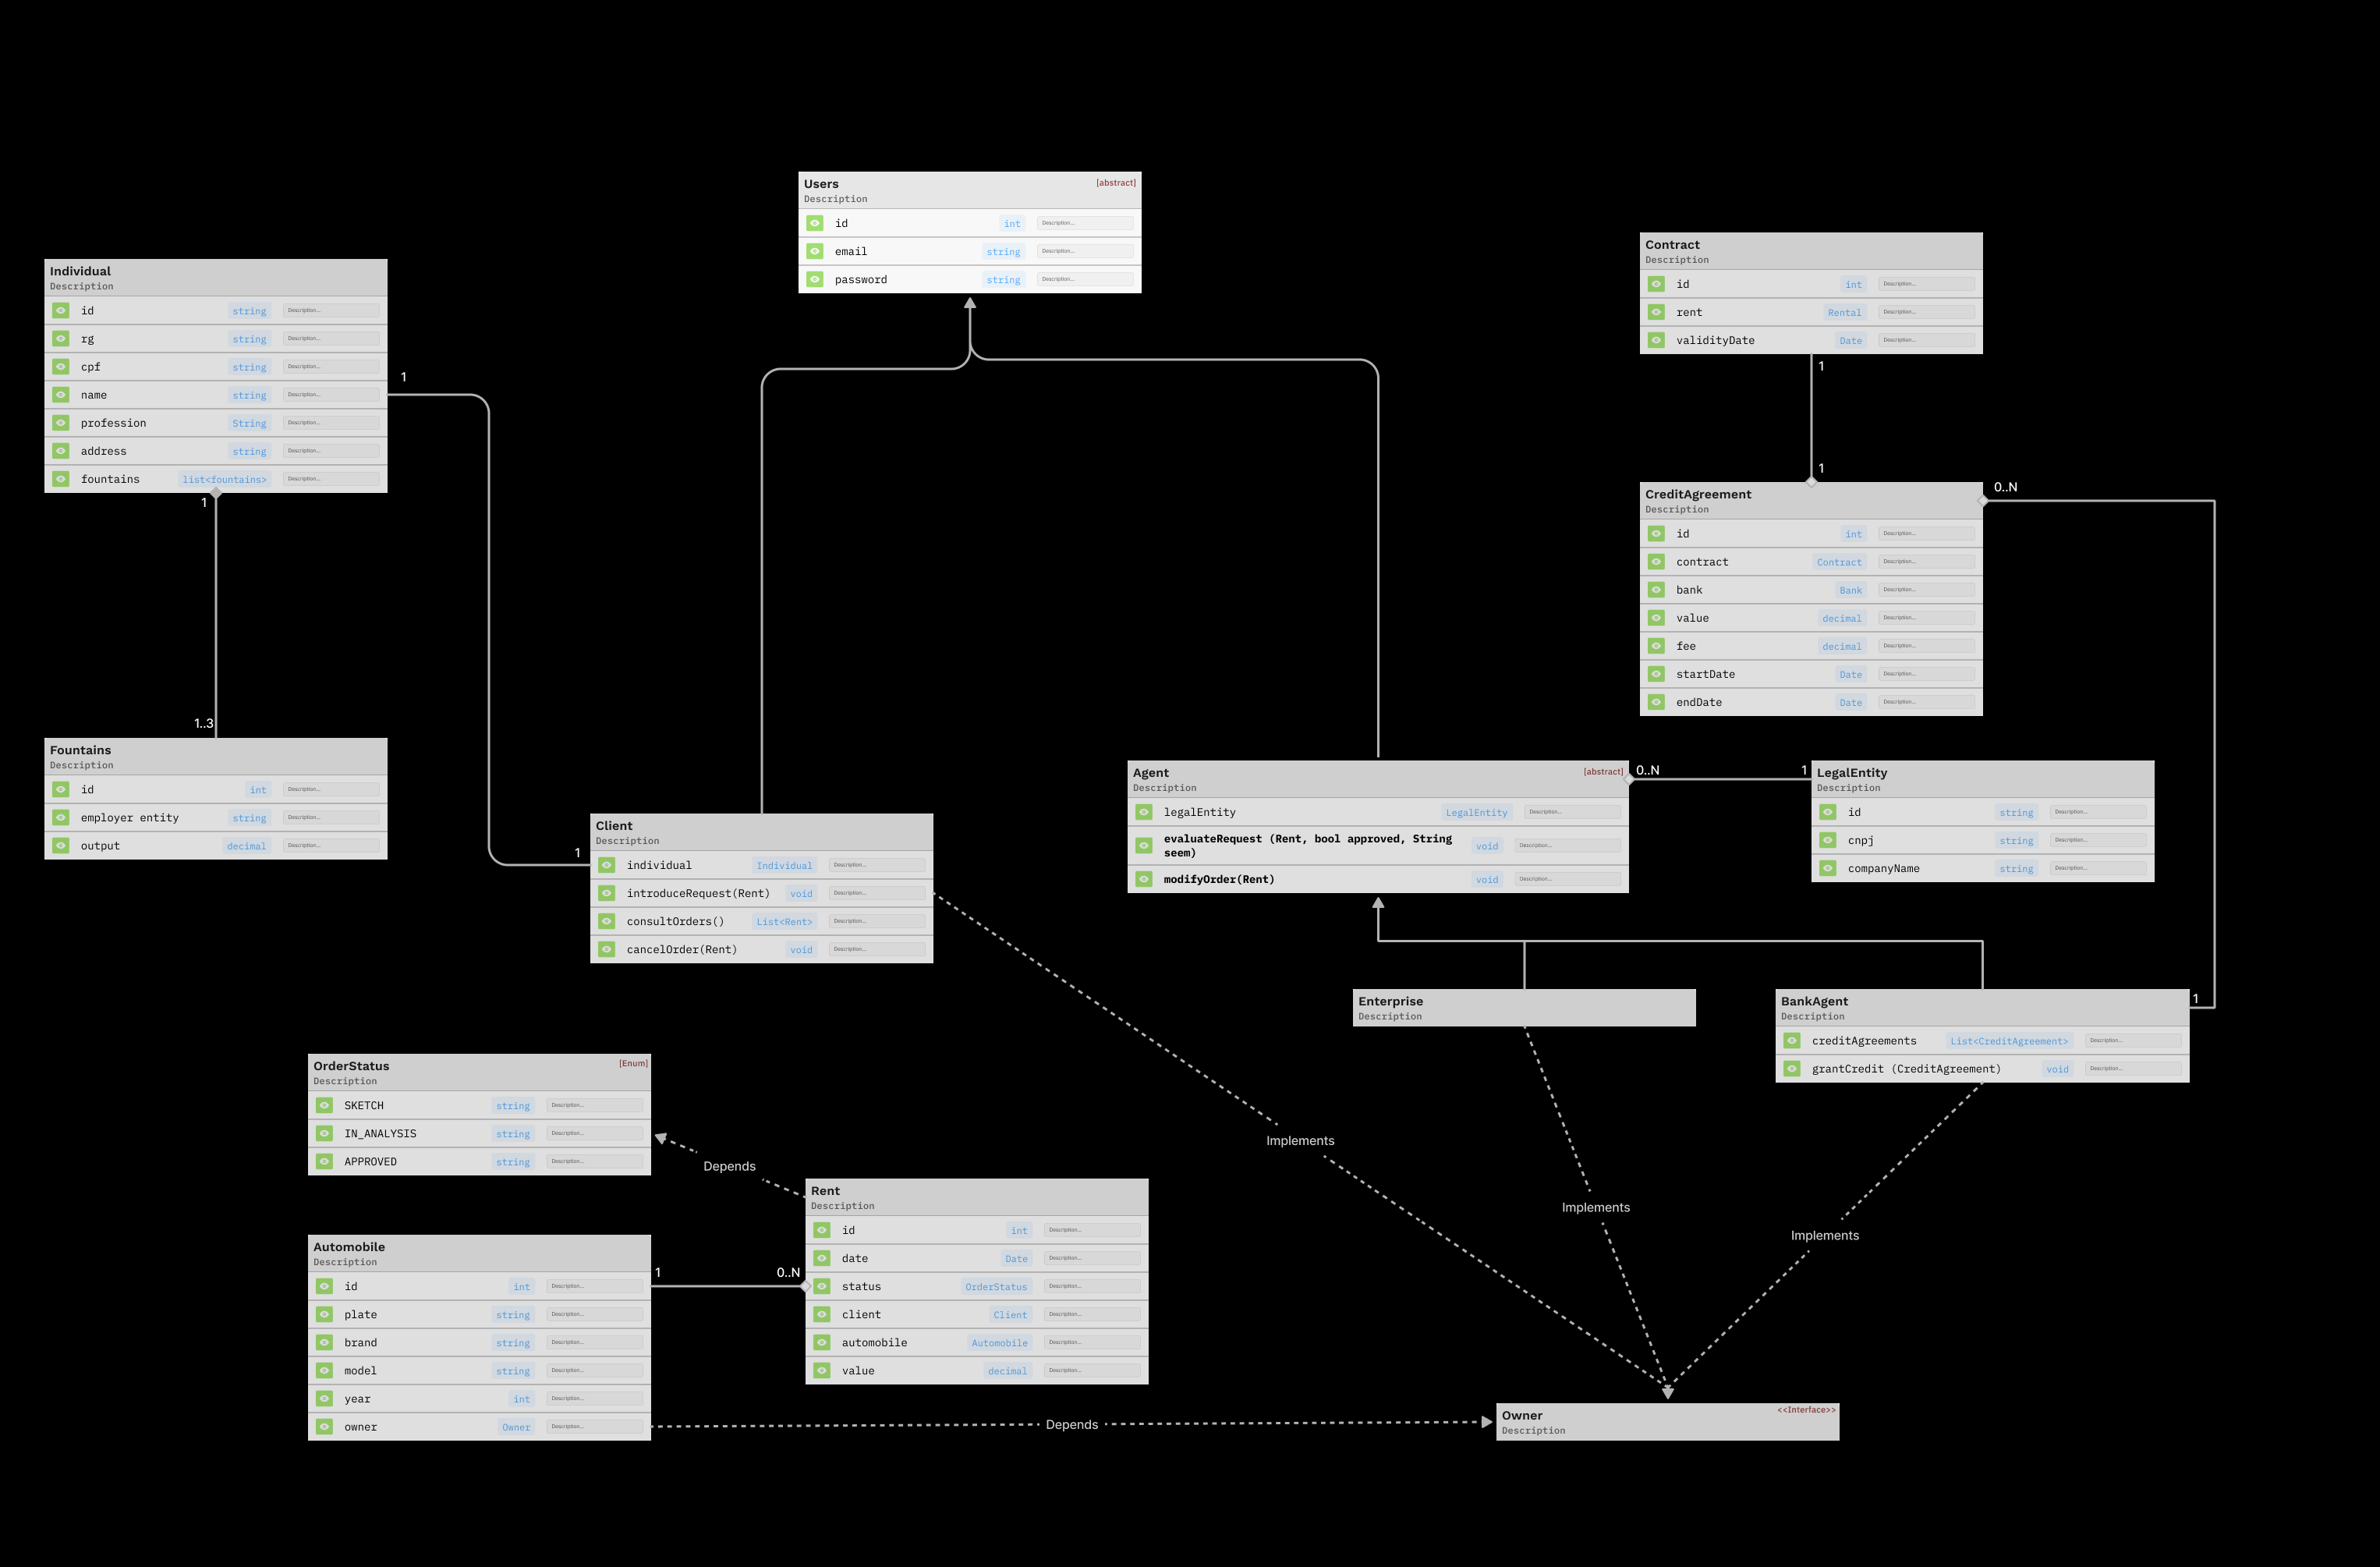 Users [abstract]
Description
id int Description...
email string Description...
password string Description...
Contract
Description
id int Description...
rent Rental Description...
validityDate Date Description...
1
1
Individual
Description
id string Description...
rg string Description...
cpf string Description...
name string Description...
profession String Description...
address string Description...
fountains list<fountains> Description...
1
1
1..3
1
CreditAgreement
Description
id int Description...
contract Contract Description...
bank Bank Description...
value decimal Description...
fee decimal Description...
startDate Date Description...
endDate Date Description...
0..N
1
Fountains
Description
id int Description...
employer entity string Description...
output decimal Description...
Client
Description
individual Individual Description...
introduceRequest(Rent) void Description...
consultOrders() List<Rent> Description...
cancelOrder(Rent) void Description...
Agent [abstract]
Description
legalEntity LegalEntity Description...
evaluateRequest (Rent, bool approved, String
seem) void Description...
modifyOrder(Rent) void Description...
0..N 1
LegalEntity
Description
id string Description...
cnpj string Description...
companyName string Description...
Enterprise
Description
BankAgent
Description
creditAgreements List<CreditAgreement> Description...
grantCredit (CreditAgreement) void Description...
OrderStatus [Enum]
Description
SKETCH string Description...
IN_ANALYSIS string Description...
APPROVED string Description...
Depends
Implements
Implements
Implements
Rent
Description
id int Description...
date Date Description...
status OrderStatus Description...
client Client Description...
automobile Automobile Description...
value decimal Description...
Automobile
Description
id int Description...
plate string Description...
brand string Description...
model string Description...
year int Description...
owner Owner Description...
1 0..N
Depends
Owner <<Interface>>
Description